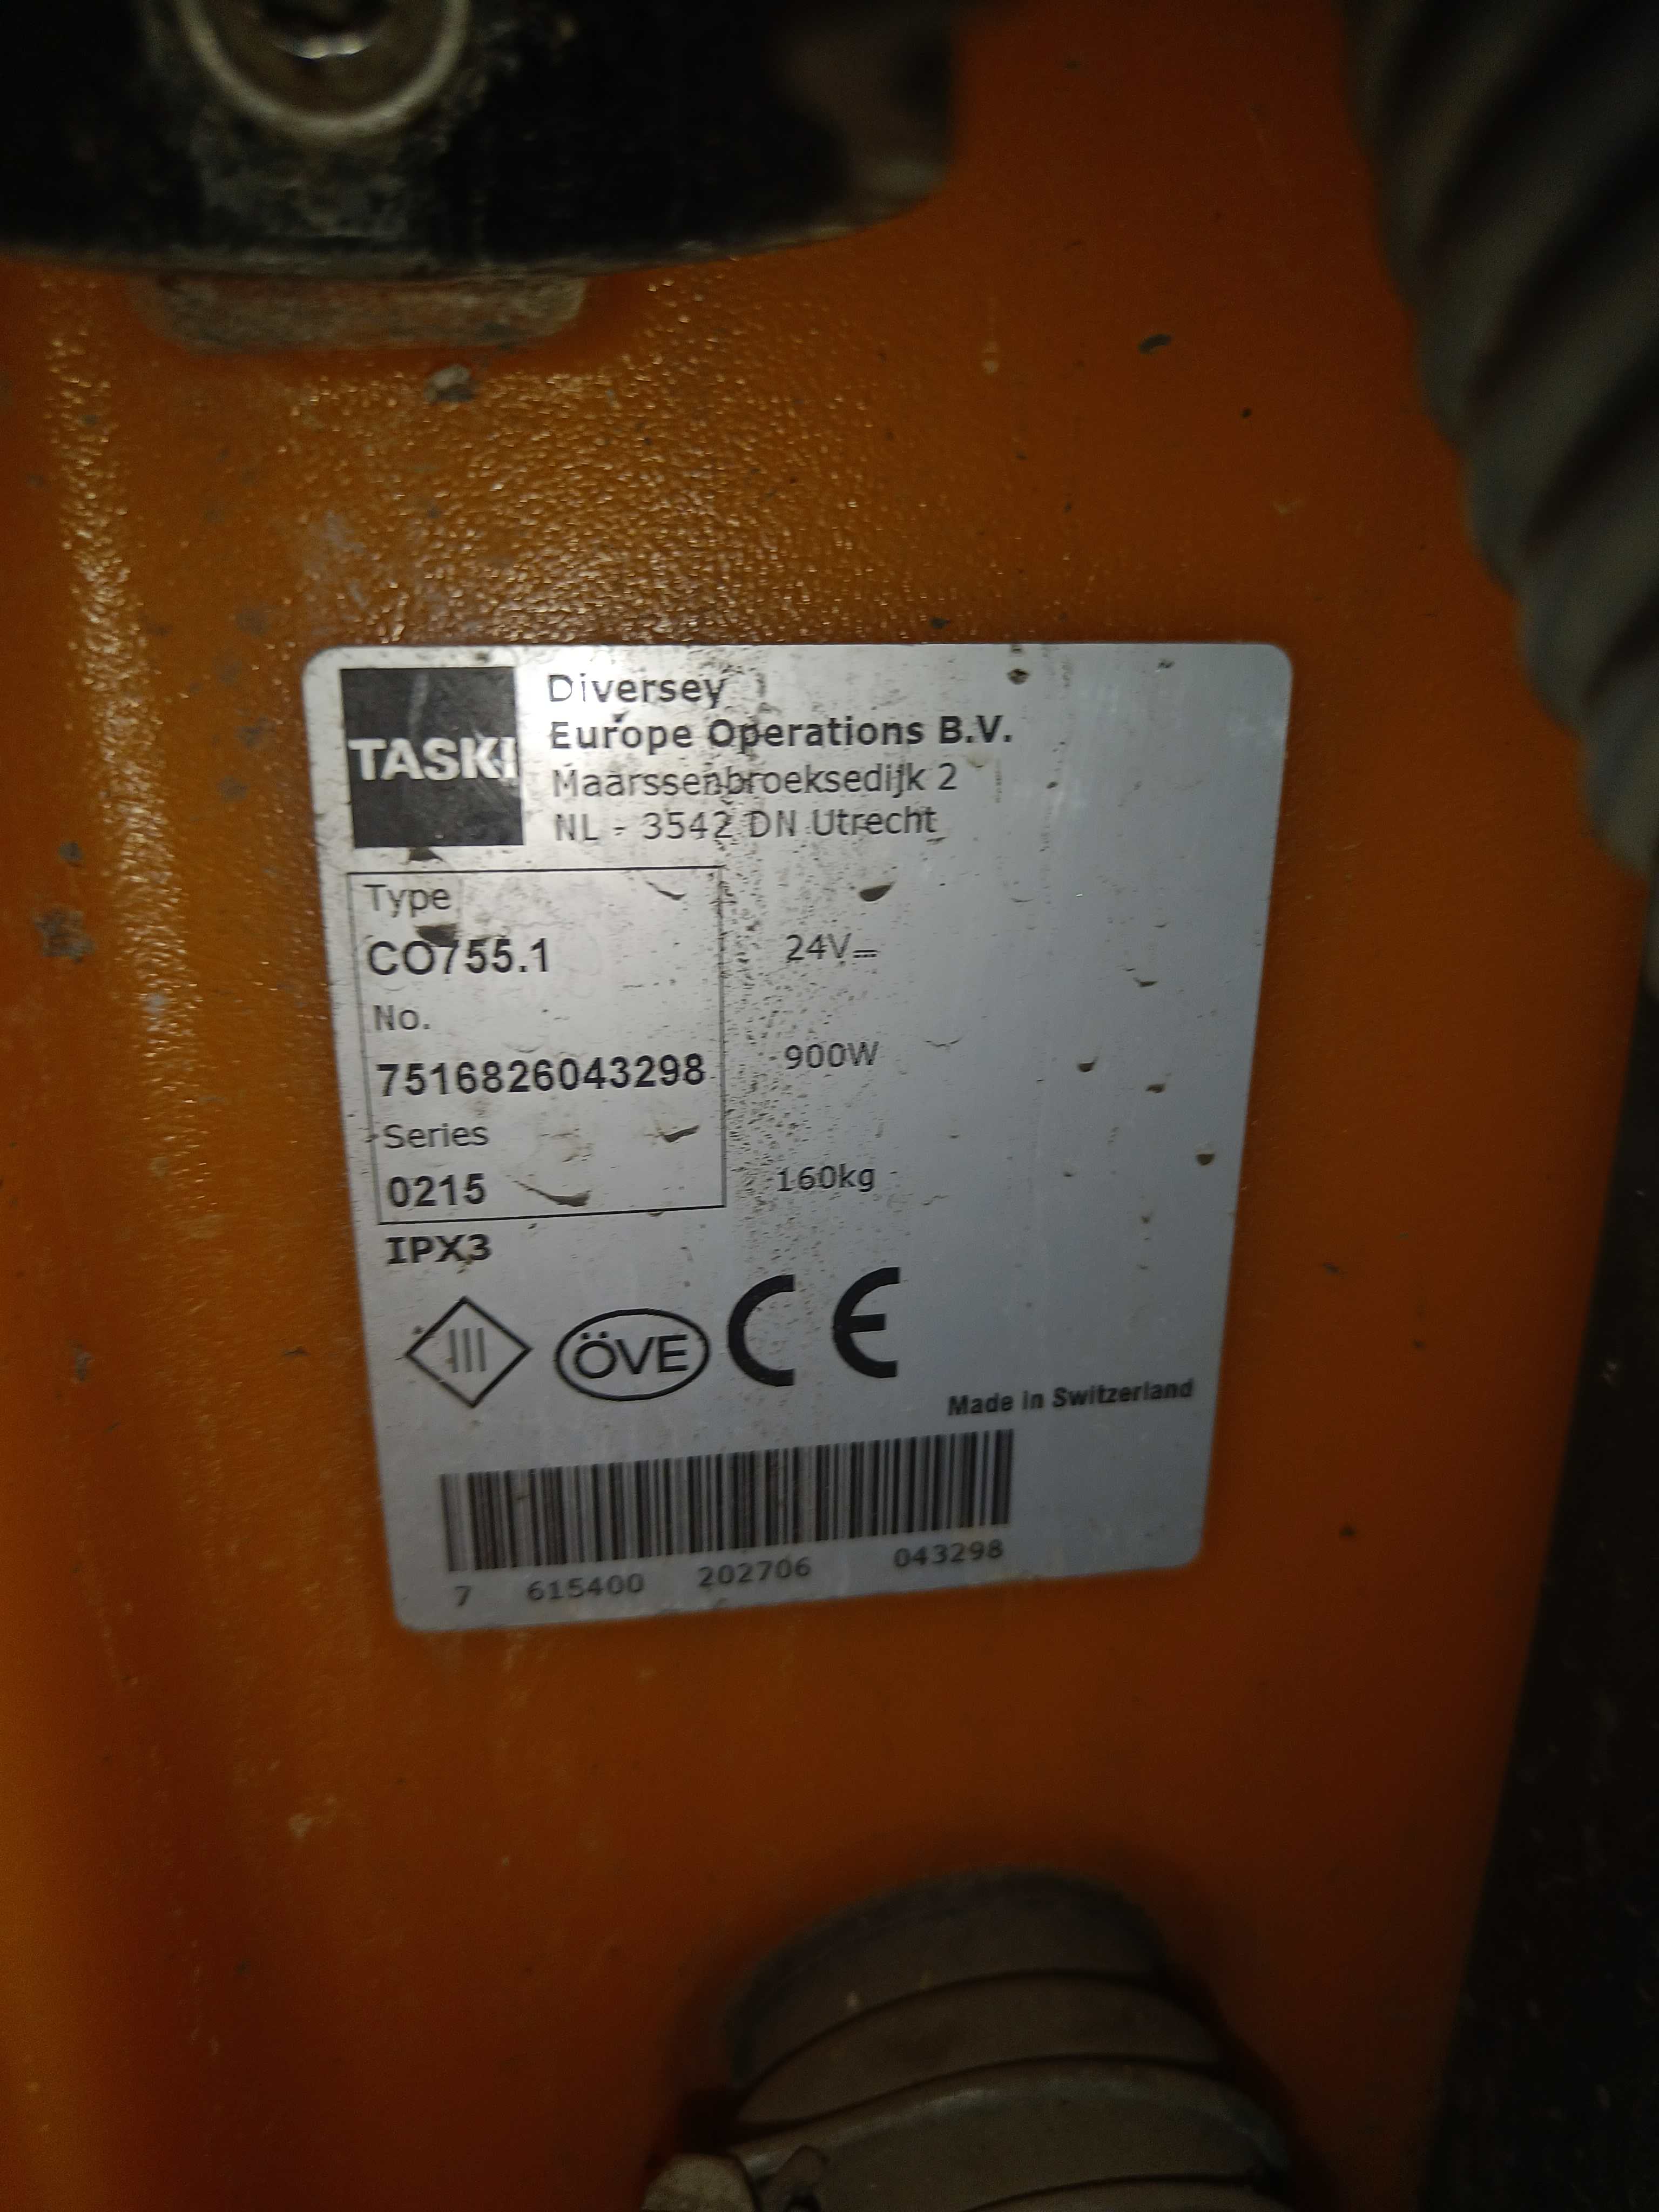 TASKI
Diversey
Europe Operations B.V.
Maarssenbroeksedijk 2
NL - 3542 DN Utrecht
Type
CO755.1
24V
No.
7516826043298
900W
Series
0215
160kg
IPX3
III
ÖVE
CE
Made in Switzerland
7 615400 202706 043298